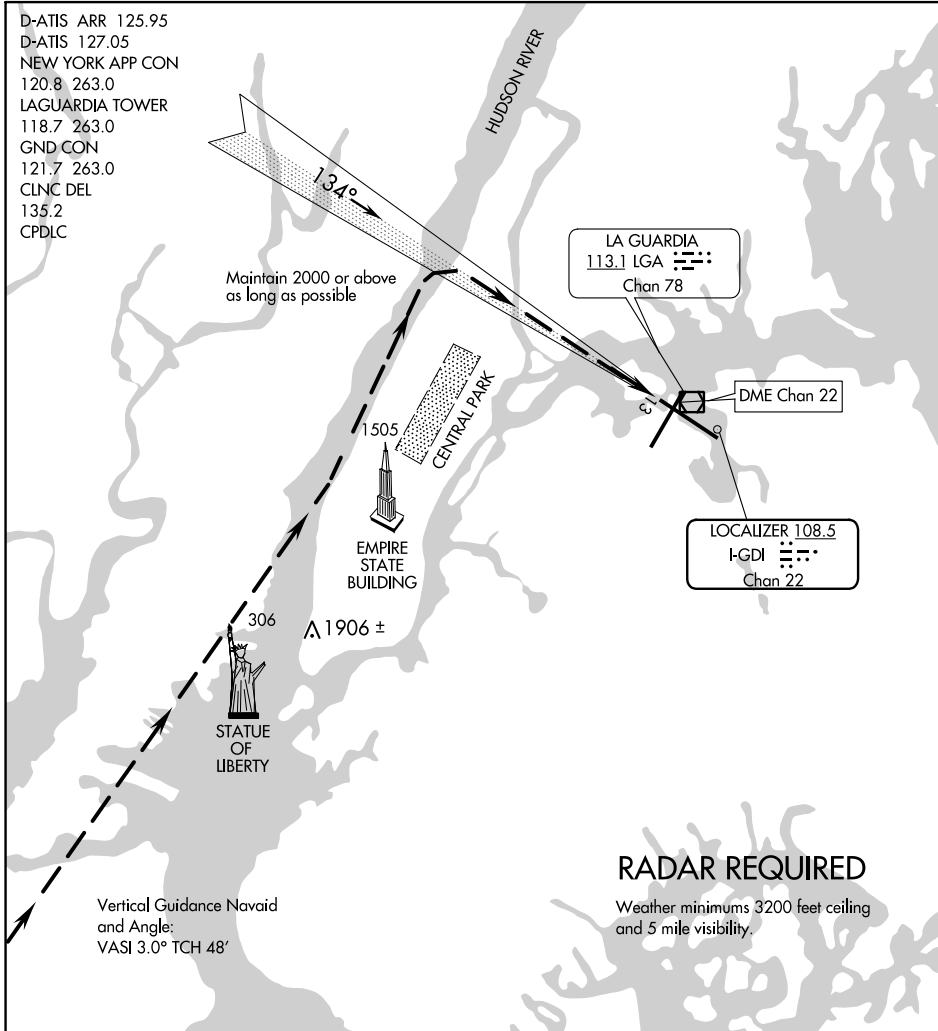 D-ATIS ARR 125.95
D-ATIS 127.05
NEW YORK APP CON
120.8 263.0
LAGUARDIA TOWER
118.7 263.0
GND CON
121.7 263.0
CLNC DEL
135.2
CPDLC
HUDSON RIVER
134°
Maintain 2000 or above
as long as possible
LA GUARDIA
113.1 LGA
Chan 78
DME Chan 22
13
CENTRAL PARK
1505
EMPIRE
STATE
BUILDING
LOCALIZER 108.5
I-GDI
Chan 22
306
1906 ±
STATUE
OF
LIBERTY
RADAR REQUIRED
Weather minimums 3200 feet ceiling
and 5 mile visibility.
Vertical Guidance Navaid
and Angle:
VASI 3.0° TCH 48′